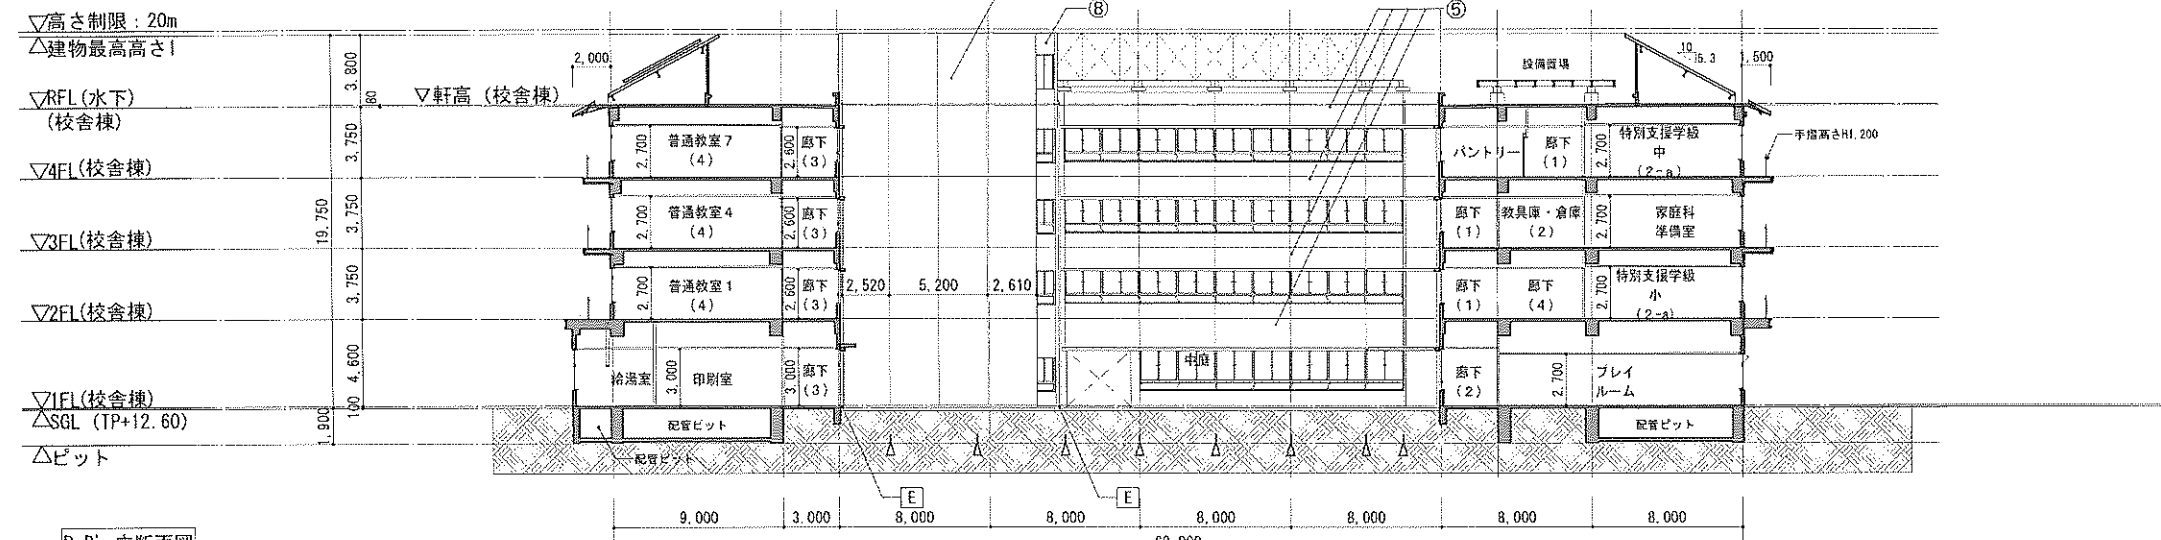 ▽高さ制限：20m
△建物最高高さ1
▽RFL(水下)
(校舎棟)
▽4FL(校舎棟)
▽3FL(校舎棟)
▽2FL(校舎棟)
▽1FL(校舎棟)
△SGL (TP+12.60)
△ピット
19,750
1,900
3,800
80
3,750
3,750
3,750
4,600
100
▽軒高 (校舎棟)
2,000
⑧
⑤
設備置場
10
1,500
手摺高さH1,200
2,700
普通教室7
(4)
2,600
廊下
(3)
パントリー
廊下
(1)
2,700
特別支援学級
中
(2-a)
2,700
普通教室4
(4)
2,600
廊下
(3)
廊下
(1)
教具庫・倉庫
(2)
2,700
家庭科
準備室
2,700
普通教室1
(4)
2,600
廊下
(3)
2,520
5,200
2,610
廊下
(1)
廊下
(4)
2,700
特別支援学級
小
(2-a)
給湯室
3,000
印刷室
3,000
廊下
(3)
中庭
廊下
(2)
2,700
プレイ
ルーム
配管ピット
配管ピット
配管ピット
E
E
9,000
3,000
8,000
8,000
8,000
8,000
8,000
8,000